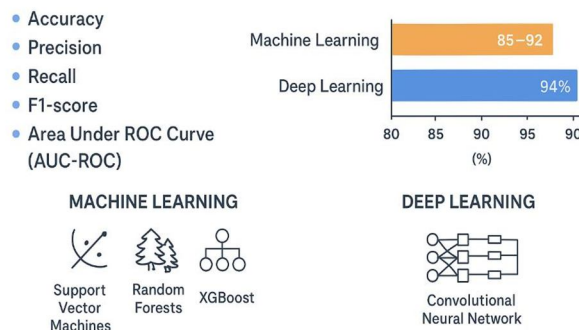 Accuracy
Precision
Recall
F1-score
Area Under ROC Curve
(AUC-ROC)
Machine Learning
85–92
Deep Learning
94%
80 85 90 95 90
(%)
MACHINE LEARNING
DEEP LEARNING
Support
Vector
Machines
Random
Forests
XGBoost
Convolutional
Neural Network